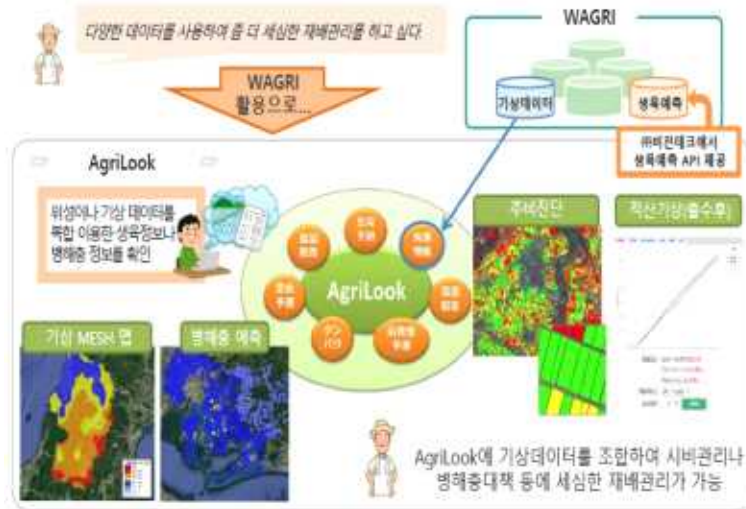 다양한 데이터를 사용하여 좀 더 세심한 재배관리를 하고 싶다.
WAGRI
활용으로...
WAGRI
기상데이터
생육예측
㈜비전테크에서
생육예측 API 제공
AgriLook
위성이나 기상 데이터를
복합 이용한 생육정보나
병해충 정보를 확인
AgriLook
추비진단
적산기상(출수후)
기상 MESH 맵
병해충 예측
AgriLook에 기상데이터를 조합하여 시비관리나
병해충대책 등에 세심한 재배관리가 가능